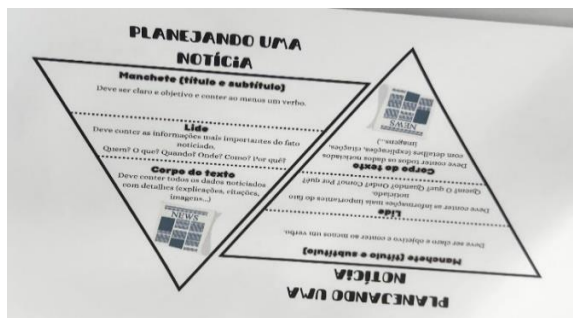 PLANEJANDO UMA
NOTÍCIA
Manchete (título e subtítulo)
Deve ser claro e objetivo e conter ao menos um verbo.
Lide
Deve conter as informações mais importantes do fato
noticiado.
Quem? O que? Quando? Onde? Como? Por quê?
Corpo do texto
Deve conter todos os dados noticiados
com detalhes (explicações, citações,
imagens...)
NEWS
PLANEJANDO UMA
NOTÍCIA
Manchete (título e subtítulo)
Deve ser claro e objetivo e conter ao menos um verbo.
Lide
Deve conter as informações mais importantes do fato
noticiado.
Quem? O que? Quando? Onde? Como? Por quê?
Corpo do texto
Deve conter todos os dados noticiados
com detalhes (explicações, citações,
imagens...)
NEWS